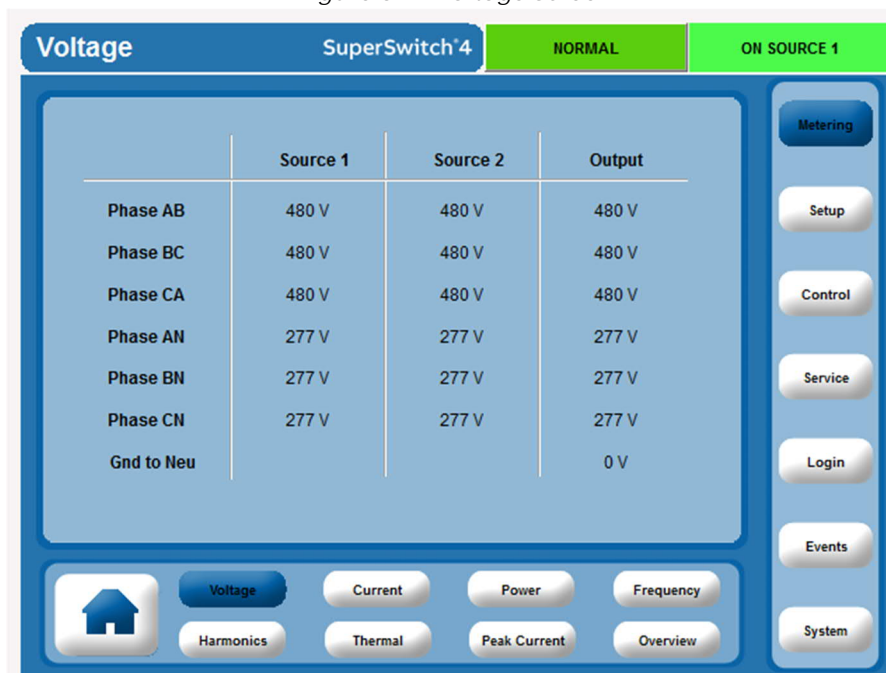 Voltage SuperSwitch®4 NORMAL ON SOURCE 1
Metering
Source 1 Source 2 Output
Phase AB 480 V 480 V 480 V
Setup
Phase BC 480 V 480 V 480 V
Phase CA 480 V 480 V 480 V
Control
Phase AN 277 V 277 V 277 V
Phase BN 277 V 277 V 277 V
Service
Phase CN 277 V 277 V 277 V
Gnd to Neu 0 V
Login
Events
Voltage Current Power Frequency
Harmonics Thermal Peak Current Overview
System